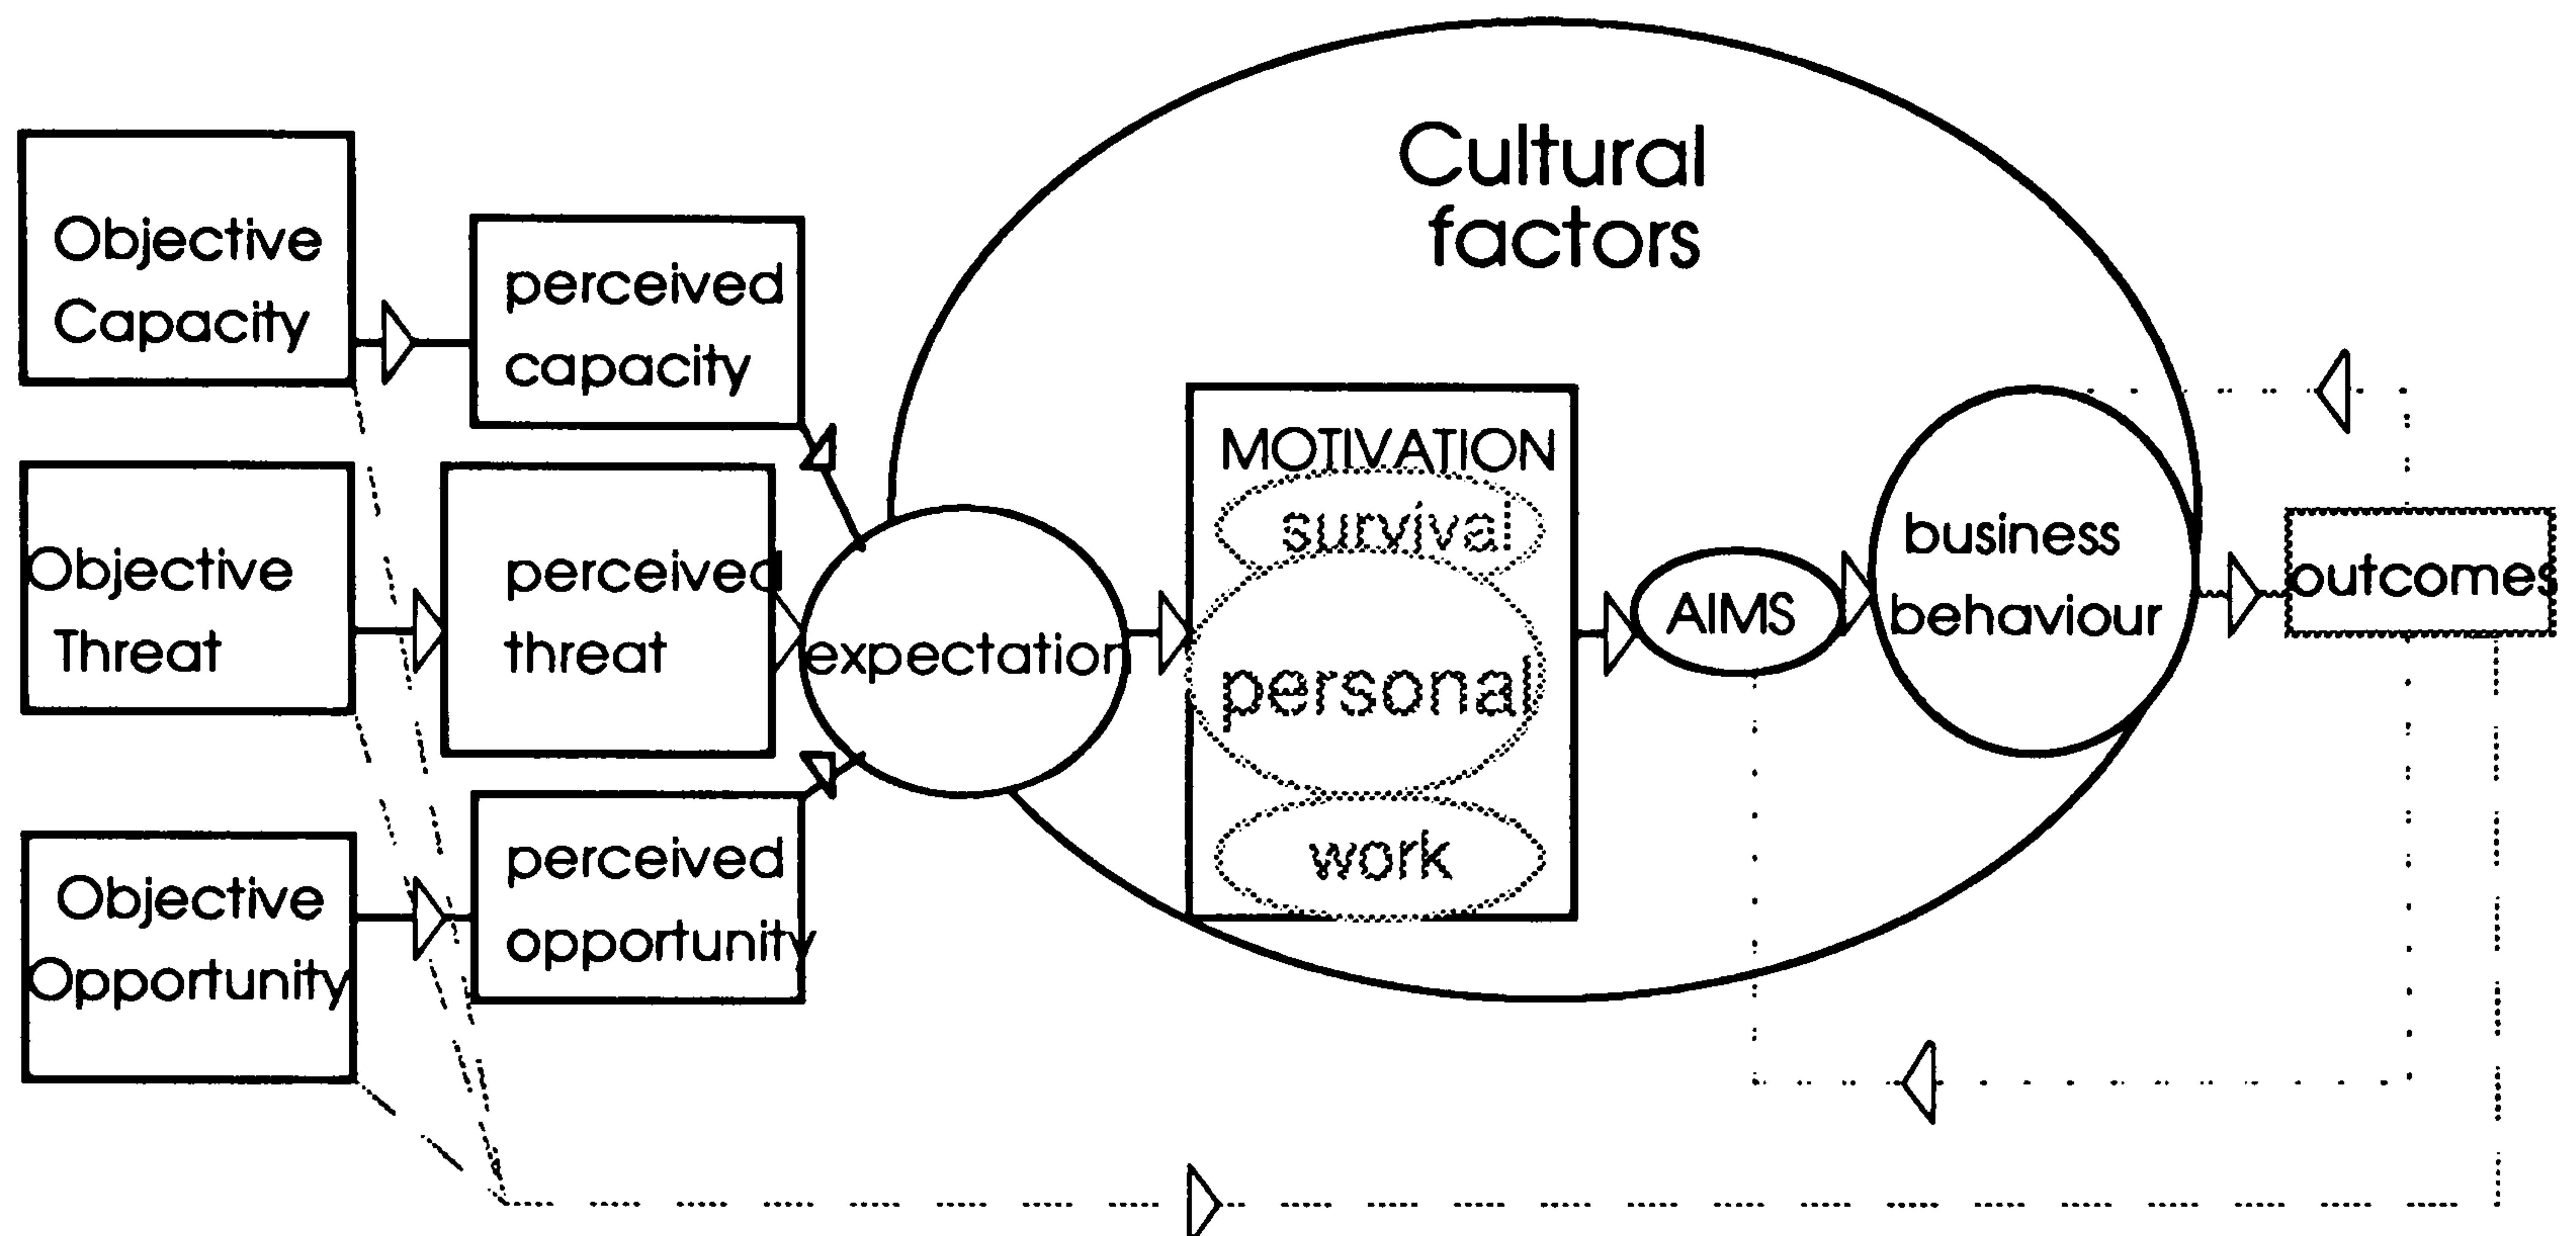 Cultural
factors
Objective
Capacity
perceived
capacity
Objective
Threat
perceived
threat
Objective
Opportunity
perceived
opportunity
expectation
MOTIVATION
survival
personal
work
AIMS
business
behaviour
outcomes